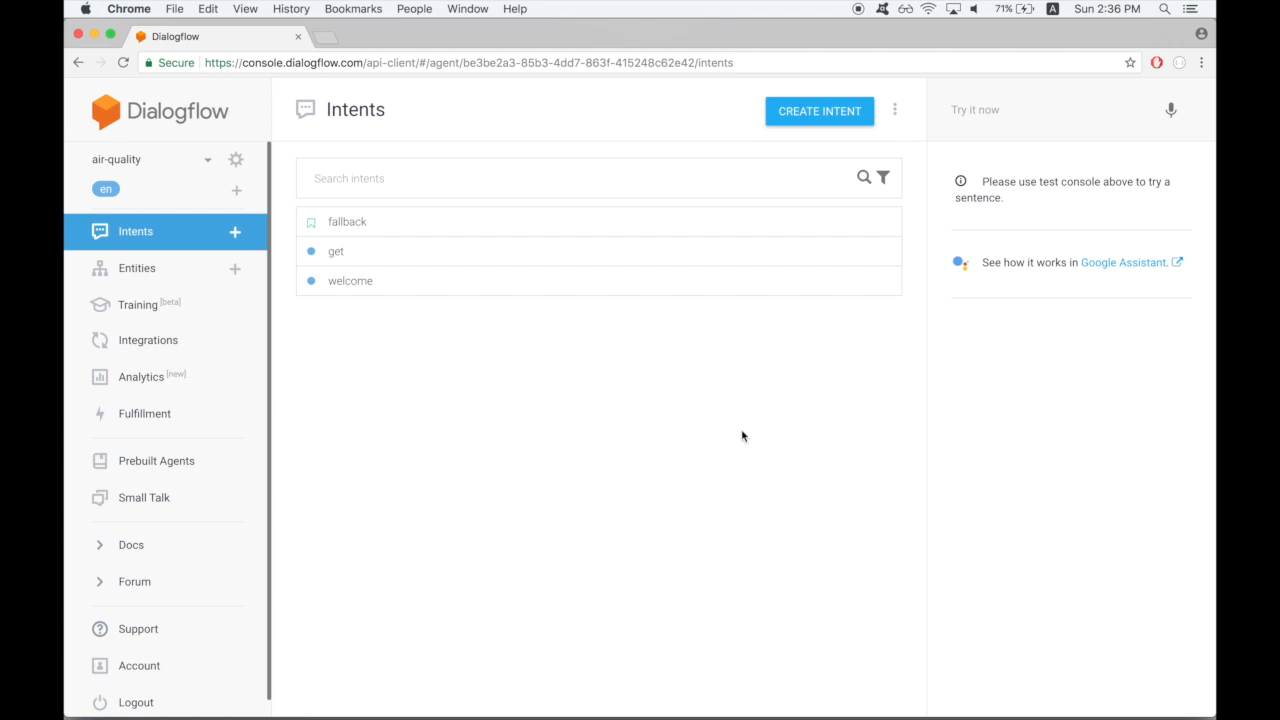 Chrome File Edit View History Bookmarks People Window Help 71% A Sun 2:36 PM
Dialogflow
Secure https://console.dialogflow.com/api-client/#/agent/be3be2a3-85b3-4dd7-863f-415248c62e42/intents
Dialogflow
air-quality
en
Intents
Entities
Training [beta]
Integrations
Analytics [new]
Fulfillment
Prebuilt Agents
Small Talk
Docs
Forum
Support
Account
Logout
Intents
CREATE INTENT
Search intents
fallback
get
welcome
Try it now
Please use test console above to try a
sentence.
See how it works in Google Assistant.